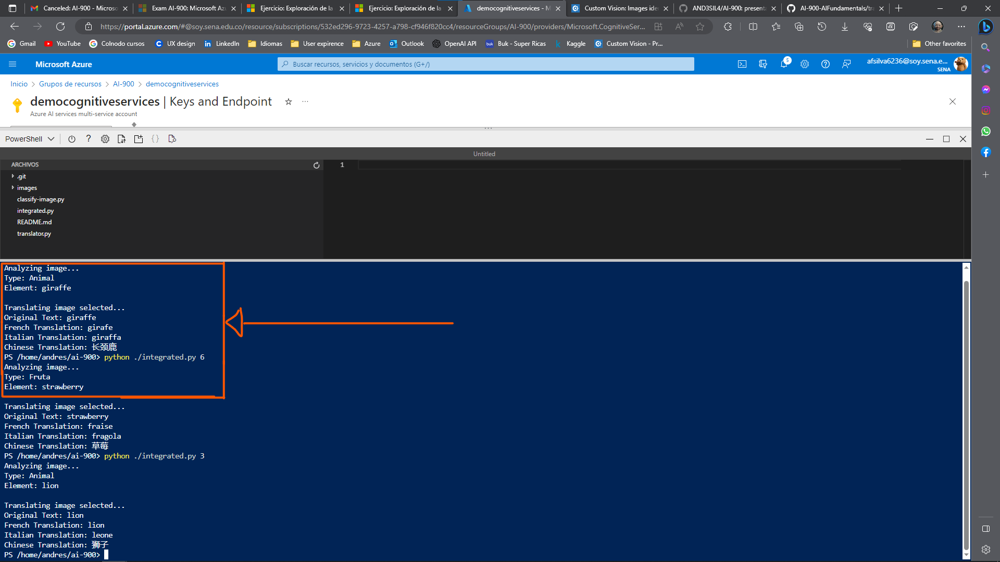 Canceled: AI-900 - Microso
Exam AI-900: Microsoft Azu
Ejercicio: Exploración de la
Ejercicio: Exploración de la
democognitiveservices - M
Custom Vision: Images ide
AND3SIL4/AI-900: presenta
AI-900-AIFundamentals/tra
https://portal.azure.com/#@soy.sena.edu.co/resource/subscriptions/532ed296-9723-4257-a798-cf946f820cc4/resourceGroups/AI-900/providers/Microsoft.CognitiveSer...
Gmail
YouTube
Colnodo cursos
UX design
LinkedIn
Idiomas
User expirence
Azure
Outlook
OpenAI API
Buk - Super Ricas
Kaggle
Custom Vision - Pr...
Other favorites
Microsoft Azure
Buscar recursos, servicios y documentos (G+/)
5
afsilva6236@soy.sena.e...
SENA
Inicio > Grupos de recursos > AI-900 > democognitiveservices
democognitiveservices | Keys and Endpoint
Azure AI services multi-service account
PowerShell
Untitled
ARCHIVOS
.git
images
classify-image.py
integrated.py
README.md
translator.py
1
Analyzing image...
Type: Animal
Element: giraffe
Translating image selected...
Original Text: giraffe
French Translation: girafe
Italian Translation: giraffa
Chinese Translation: 长颈鹿
PS /home/andres/ai-900> python ./integrated.py 6
Analyzing image...
Type: Fruta
Element: strawberry
Translating image selected...
Original Text: strawberry
French Translation: fraise
Italian Translation: fragola
Chinese Translation: 草莓
PS /home/andres/ai-900> python ./integrated.py 3
Analyzing image...
Type: Animal
Element: lion
Translating image selected...
Original Text: lion
French Translation: lion
Italian Translation: leone
Chinese Translation: 狮子
PS /home/andres/ai-900>